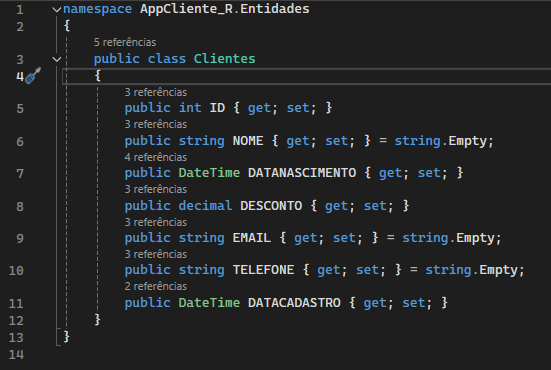 1 namespace AppCliente_R.Entidades
2 {
5 referências
3 public class Clientes
4 {
3 referências
5 public int ID { get; set; }
3 referências
6 public string NOME { get; set; } = string.Empty;
4 referências
7 public DateTime DATANASCIMENTO { get; set; }
3 referências
8 public decimal DESCONTO { get; set; }
3 referências
9 public string EMAIL { get; set; } = string.Empty;
3 referências
10 public string TELEFONE { get; set; } = string.Empty;
2 referências
11 public DateTime DATACADASTRO { get; set; }
12 }
13 }
14